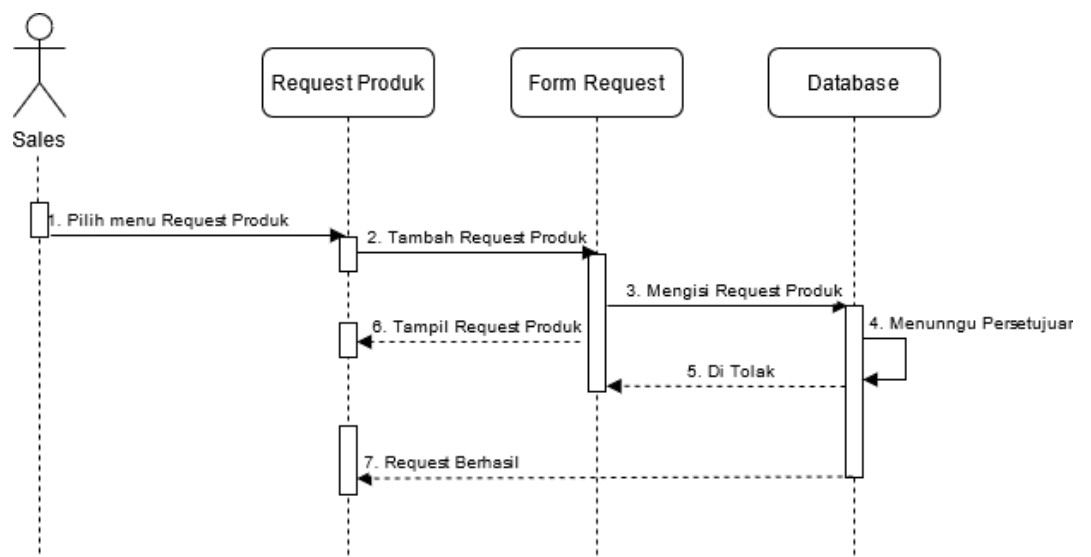 Sales
Request Produk
Form Request
Database
1. Pilih menu Request Produk
2. Tambah Request Produk
3. Mengisi Request Produk
4. Menunngu Persetujuan
5. Di Tolak
6. Tampil Request Produk
7. Request Berhasil